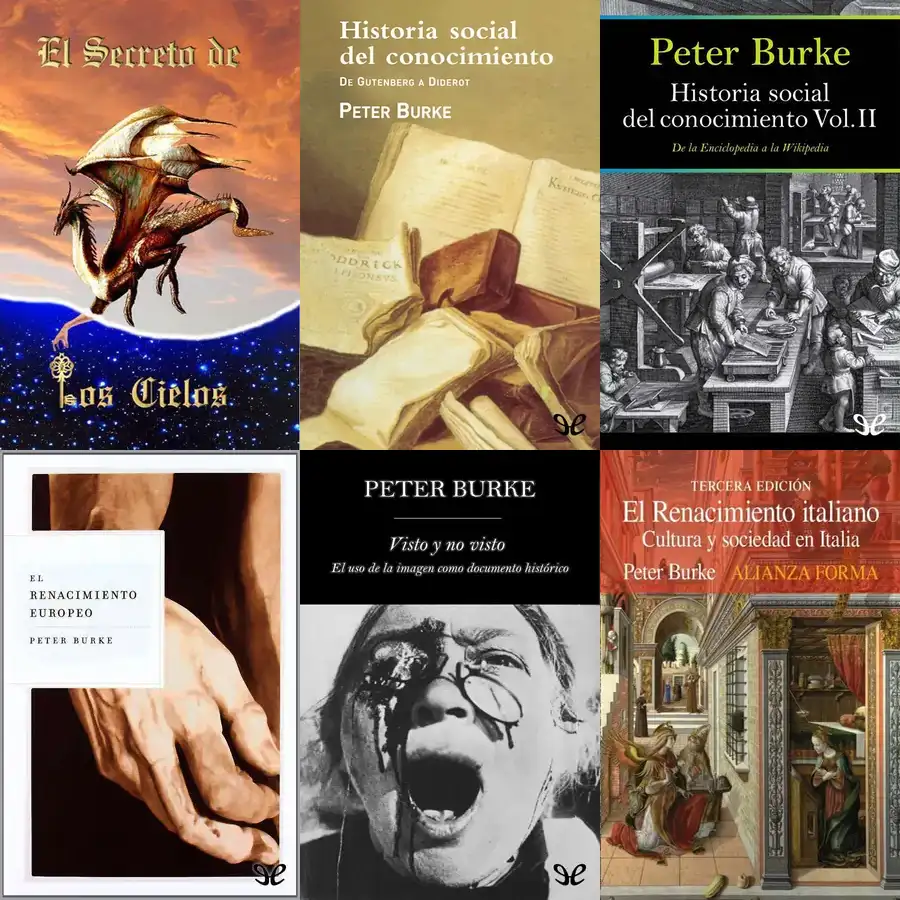 El Secreto de
Los Cielos
Historia social
del conocimiento
De Gutenberg a Diderot
Peter Burke
Peter Burke
Historia social
del conocimiento Vol. II
De la Enciclopedia a la Wikipedia
EL
RENACIMIENTO
EUROPEO
PETER BURKE
PETER BURKE
Visto y no visto
El uso de la imagen como documento histórico
TERCERA EDICIÓN
El Renacimiento italiano
Cultura y sociedad en Italia
Peter Burke ALIANZA FORMA